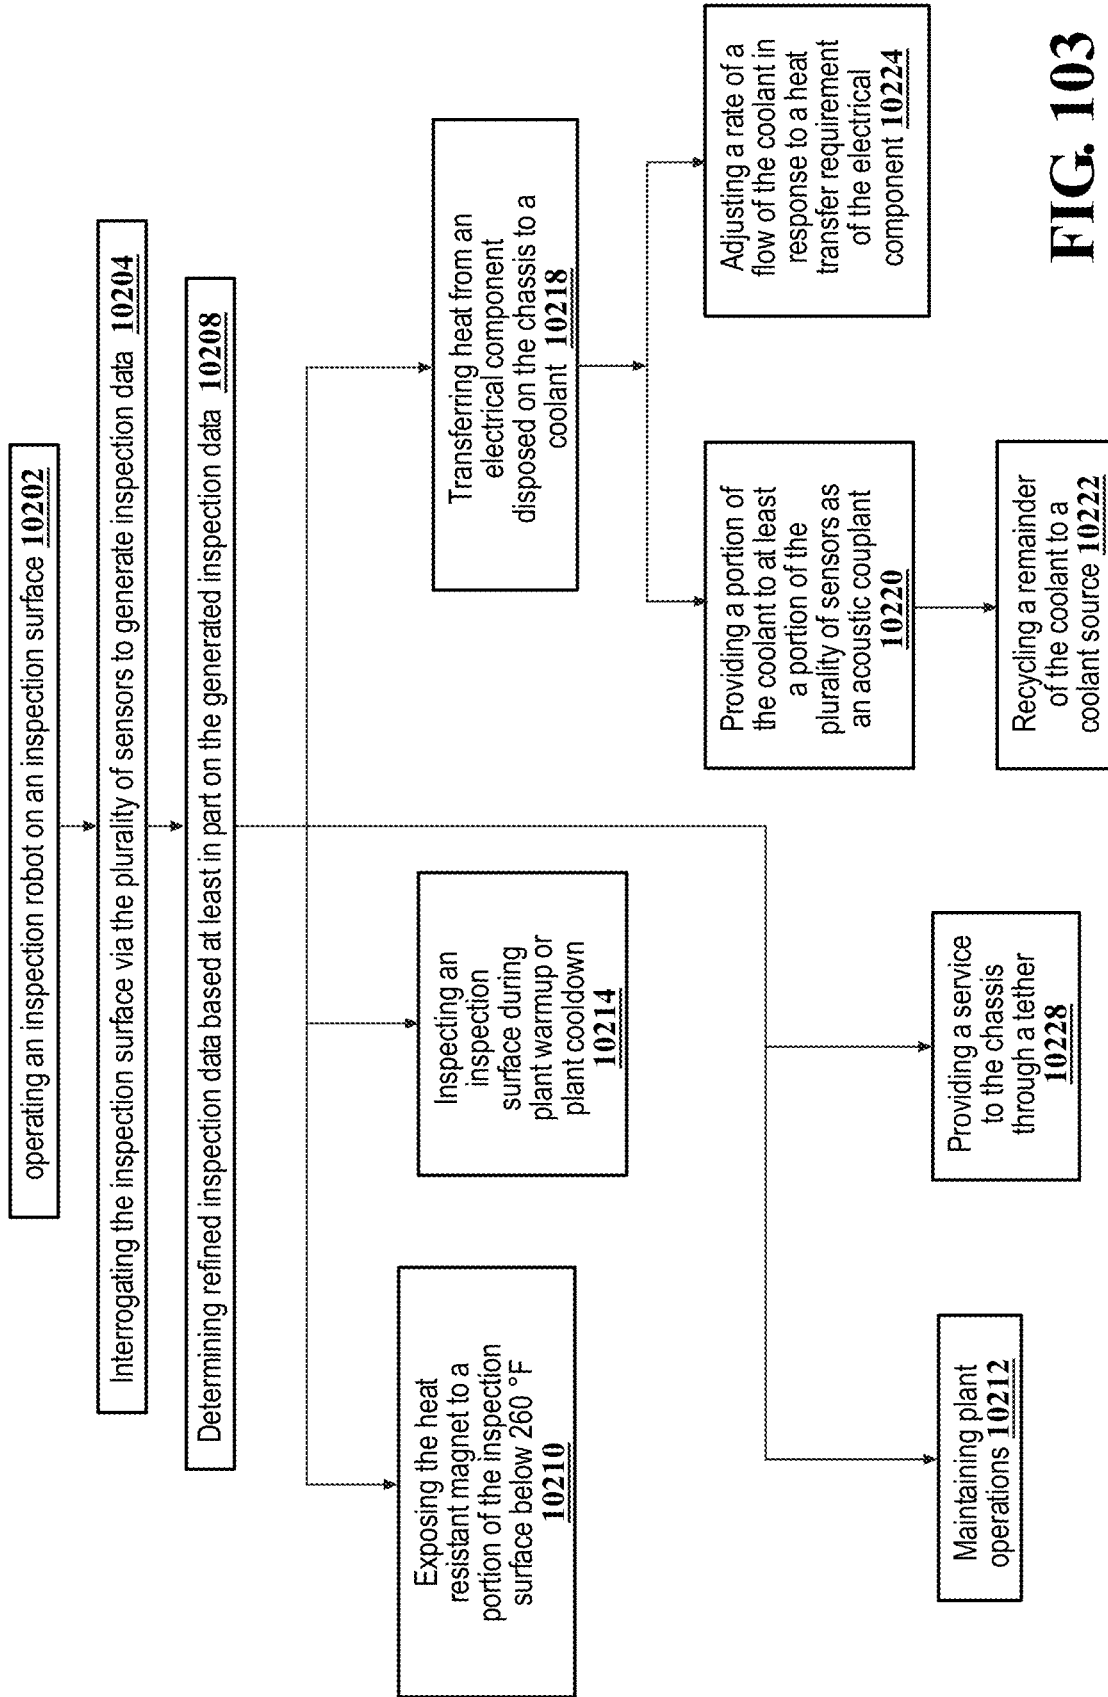 operating an inspection robot on an inspection surface 10202
Interrogating the inspection surface via the plurality of sensors to generate inspection data 10204
Determining refined inspection data based at least in part on the generated inspection data 10208
Exposing the heat
resistant magnet to a
portion of the inspection
surface below 260 °F
10210
Inspecting an
inspection
surface during
plant warmup or
plant cooldown
10214
Transferring heat from an
electrical component
disposed on the chassis to a
coolant 10218
Providing a portion of
the coolant to at least
a portion of the
plurality of sensors as
an acoustic couplant
10220
Adjusting a rate of a
flow of the coolant in
response to a heat
transfer requirement
of the electrical
component 10224
Maintaining plant
operations 10212
Providing a service
to the chassis
through a tether
10228
Recycling a remainder
of the coolant to a
coolant source 10222
FIG. 103